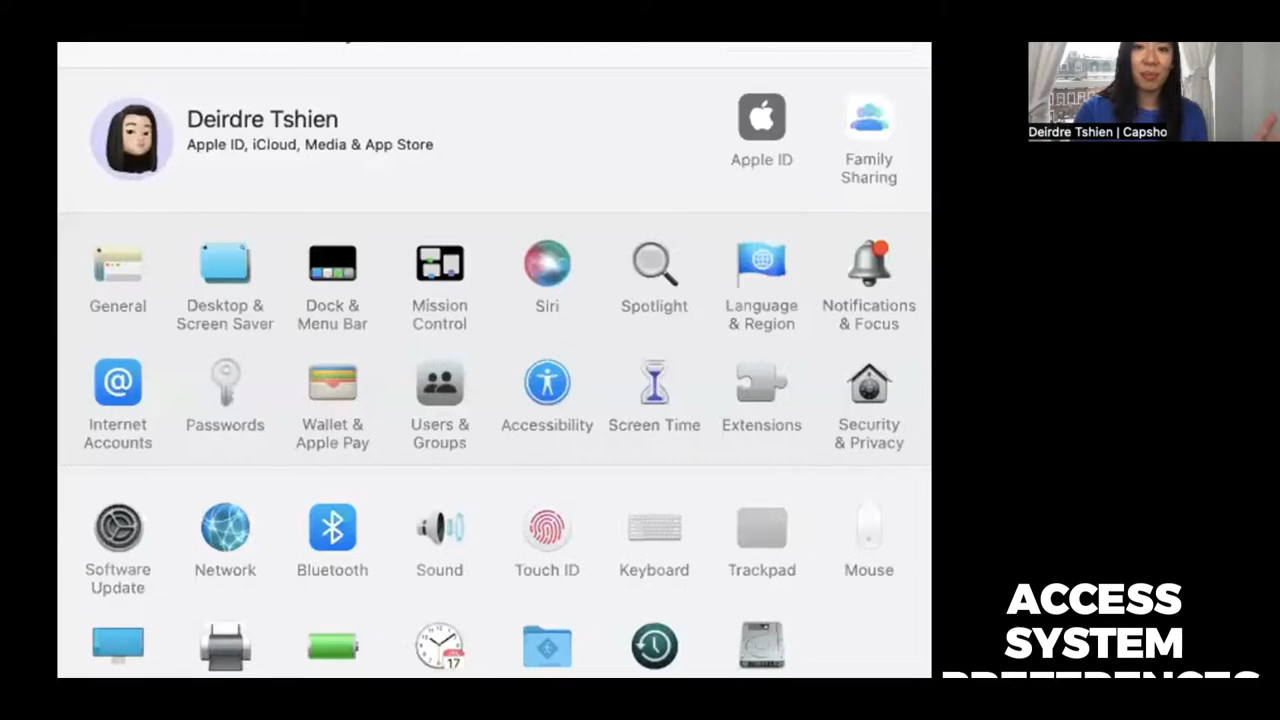 Deirdre Tshien
Apple ID, iCloud, Media & App Store
Apple ID
Family
Sharing
Deirdre Tshien | Capsho
General
Desktop &
Screen Saver
Dock &
Menu Bar
Mission
Control
Siri
Spotlight
Language
& Region
Notifications
& Focus
Internet
Accounts
Passwords
Wallet &
Apple Pay
Users &
Groups
Accessibility
Screen Time
Extensions
Security
& Privacy
Software
Update
Network
Bluetooth
Sound
Touch ID
Keyboard
Trackpad
Mouse
17
ACCESS
SYSTEM
PREFERENCES